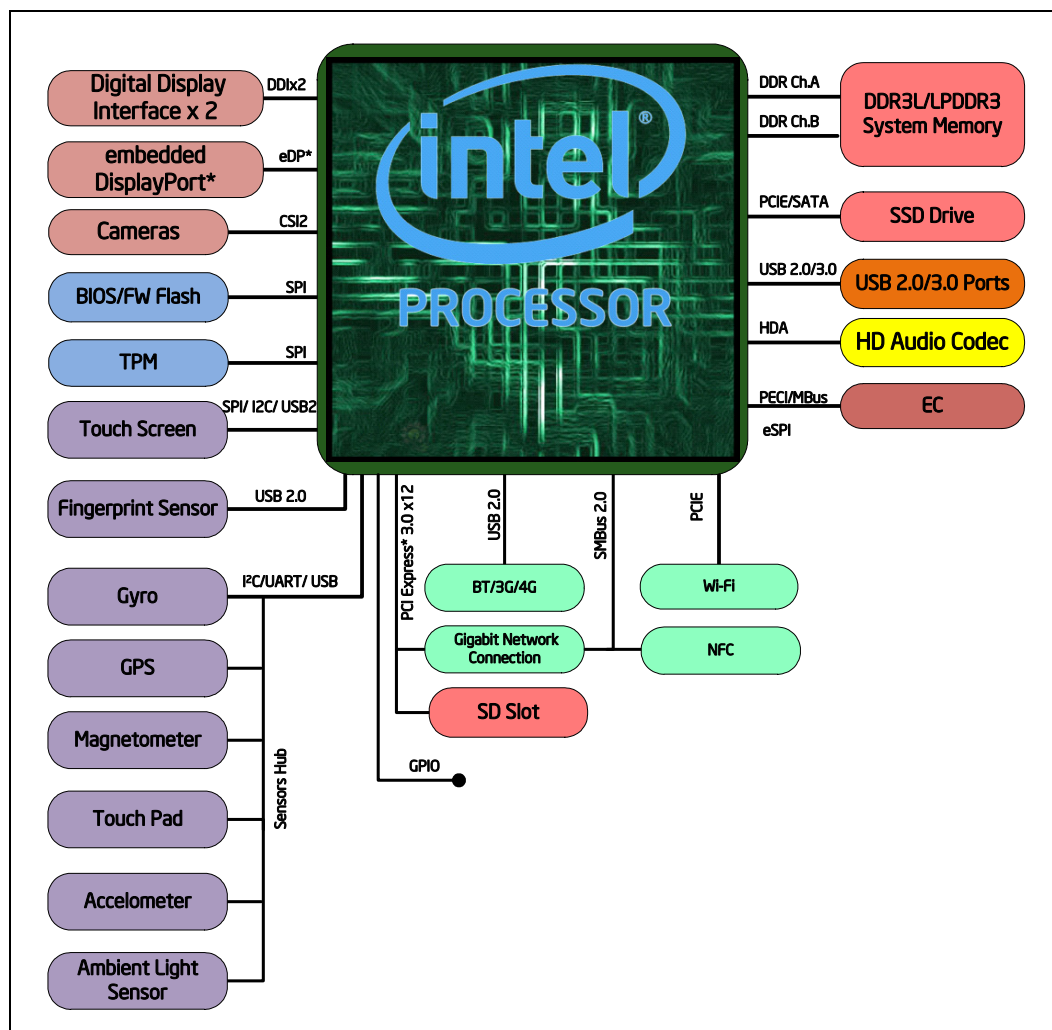 Digital Display
Interface x 2
DDIx2
embedded
DisplayPort*
eDP*
Cameras
CSI2
BIOS/FW Flash
SPI
TPM
SPI
Touch Screen
SPI/ I2C/ USB2
Fingerprint Sensor
USB 2.0
Gyro
I²C/UART/ USB
GPS
Magnetometer
Touch Pad
Accelometer
Ambient Light
Sensor
Sensors Hub
intel®
PROCESSOR
DDR Ch.A
DDR Ch.B
DDR3L/LPDDR3
System Memory
PCIE/SATA
SSD Drive
USB 2.0/3.0
USB 2.0/3.0 Ports
HDA
HD Audio Codec
PECI/MBus
EC
eSPI
PCI Express* 3.0 x12
USB 2.0
SMBus 2.0
PCIE
BT/3G/4G
Wi-Fi
Gigabit Network
Connection
NFC
SD Slot
GPIO